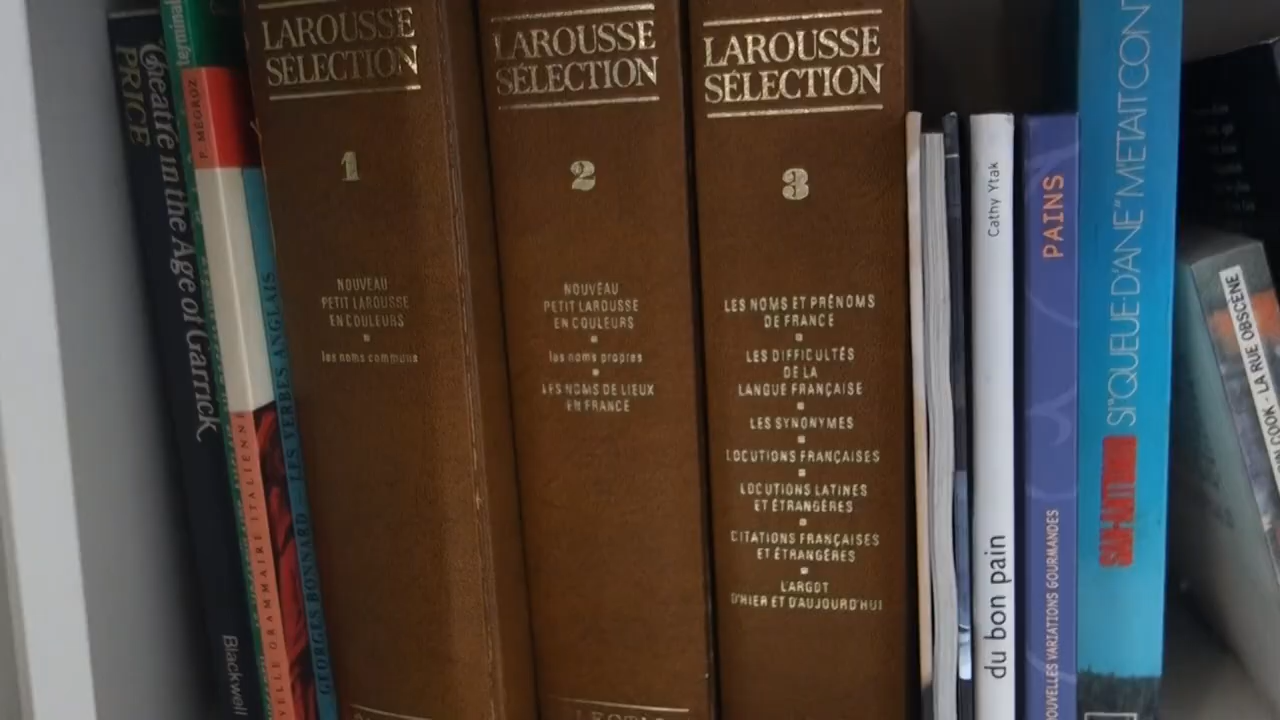 Theatre in the Age of Garrick
PRICE
Blackwell
terminal
P. MÉGROZ
GRAMMAIRE ITALIENNE
GEORGES BONNARD - LES VERBES ANGLAIS
LAROUSSE
SÉLECTION
1
NOUVEAU
PETIT LAROUSSE
EN COULEURS
les noms communs
LAROUSSE
SÉLECTION
2
NOUVEAU
PETIT LAROUSSE
EN COULEURS
les noms propres
LES NOMS DE LIEUX
EN FRANCE
LAROUSSE
SÉLECTION
3
LES NOMS ET PRÉNOMS
DE FRANCE
LES DIFFICULTÉS
DE LA
LANGUE FRANÇAISE
LES SYNONYMES
LOCUTIONS FRANÇAISES
LOCUTIONS LATINES
ET ÉTRANGÈRES
CITATIONS FRANÇAISES
ET ÉTRANGÈRES
L'ARGOT
D'HIER ET D'AUJOURD'HUI
Cathy Ytak
du bon pain
PAINS
NOUVELLES VARIATIONS GOURMANDES
SI "QUEUE D'ÂNE" M'ÉTAIT CONT
COOK - LA RUE OBSCÈNE